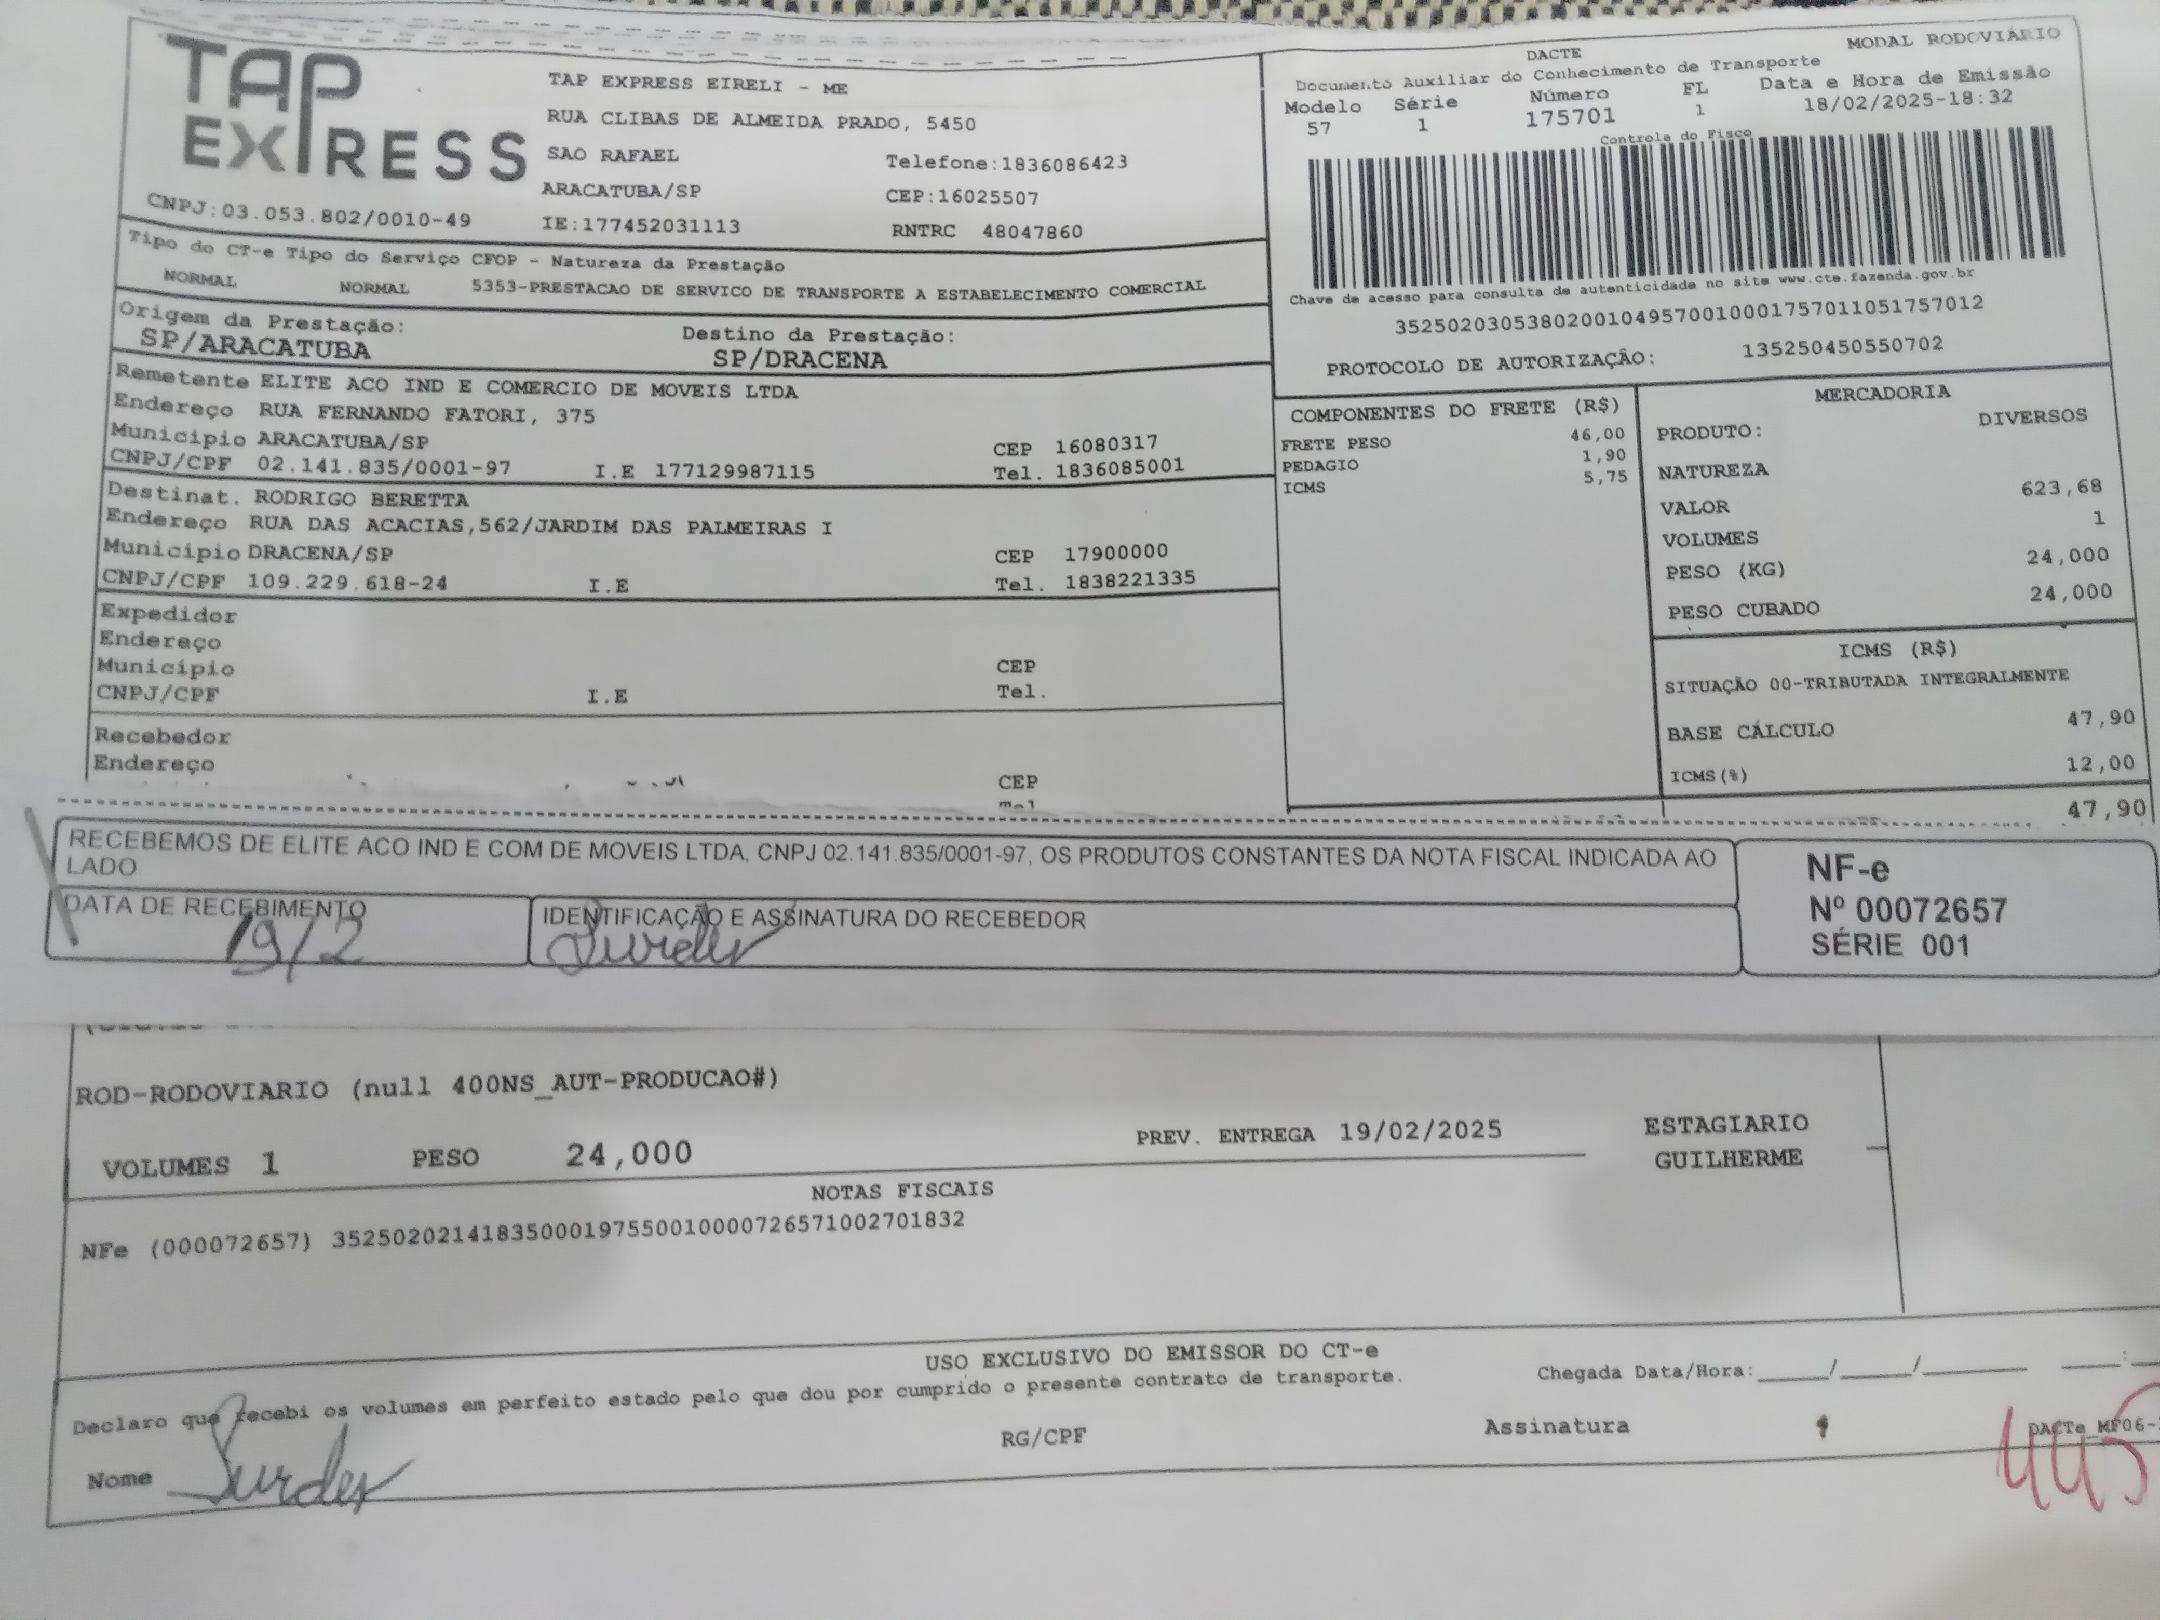 TAP EXPRESS
CNPJ:03.053.802/0010-49
TAP EXPRESS EIRELI - ME
RUA CLIBAS DE ALMEIDA PRADO, 5450
SAO RAFAEL Telefone:1836086423
ARACATUBA/SP CEP:16025507
IE:177452031113 RNTRC 48047860
DACTE MODAL RODOVIÁRIO
Documento Auxiliar do Conhecimento de Transporte
Modelo Série Número FL Data e Hora de Emissão
57 1 175701 1 18/02/2025-18:32
Controle do Fisco
Chave de acesso para consulta de autenticidade no site www.cte.fazenda.gov.br
35250203053802001049570010001757011051757012
PROTOCOLO DE AUTORIZAÇÃO: 135250450550702
Tipo do CT-e Tipo do Serviço CFOP - Natureza da Prestação
NORMAL NORMAL 5353-PRESTACAO DE SERVICO DE TRANSPORTE A ESTABELECIMENTO COMERCIAL
Origem da Prestação: Destino da Prestação:
SP/ARACATUBA SP/DRACENA
Remetente ELITE ACO IND E COMERCIO DE MOVEIS LTDA
Endereço RUA FERNANDO FATORI, 375
Município ARACATUBA/SP CEP 16080317
CNPJ/CPF 02.141.835/0001-97 I.E 177129987115 Tel. 1836085001
Destinat. RODRIGO BERETTA
Endereço RUA DAS ACACIAS,562/JARDIM DAS PALMEIRAS I
Município DRACENA/SP CEP 17900000
CNPJ/CPF 109.229.618-24 I.E Tel. 1838221335
Expedidor
Endereço
Município CEP
CNPJ/CPF I.E Tel.
Recebedor
Endereço
CEP
COMPONENTES DO FRETE (R$)
FRETE PESO 46,00
PEDAGIO 1,90
ICMS 5,75
MERCADORIA
PRODUTO: DIVERSOS
NATUREZA
VALOR 623,68
VOLUMES 1
PESO (KG) 24,000
PESO CUBADO 24,000
ICMS (R$)
SITUAÇÃO 00-TRIBUTADA INTEGRALMENTE
BASE CÁLCULO 47,90
ICMS(%) 12,00
47,90
RECEBEMOS DE ELITE ACO IND E COM DE MOVEIS LTDA, CNPJ 02.141.835/0001-97, OS PRODUTOS CONSTANTES DA NOTA FISCAL INDICADA AO
LADO
DATA DE RECEBIMENTO IDENTIFICAÇÃO E ASSINATURA DO RECEBEDOR
19/2
NF-e
Nº 00072657
SÉRIE 001
ROD-RODOVIARIO (null 400NS_AUT-PRODUCAO#)
VOLUMES 1 PESO 24,000 PREV. ENTREGA 19/02/2025 ESTAGIARIO
GUILHERME
NOTAS FISCAIS
NFe (000072657) 35250202141835000197550010000726571002701832
USO EXCLUSIVO DO EMISSOR DO CT-e
Declaro que recebi os volumes em perfeito estado pelo que dou por cumprido o presente contrato de transporte. Chegada Data/Hora:
Nome RG/CPF Assinatura